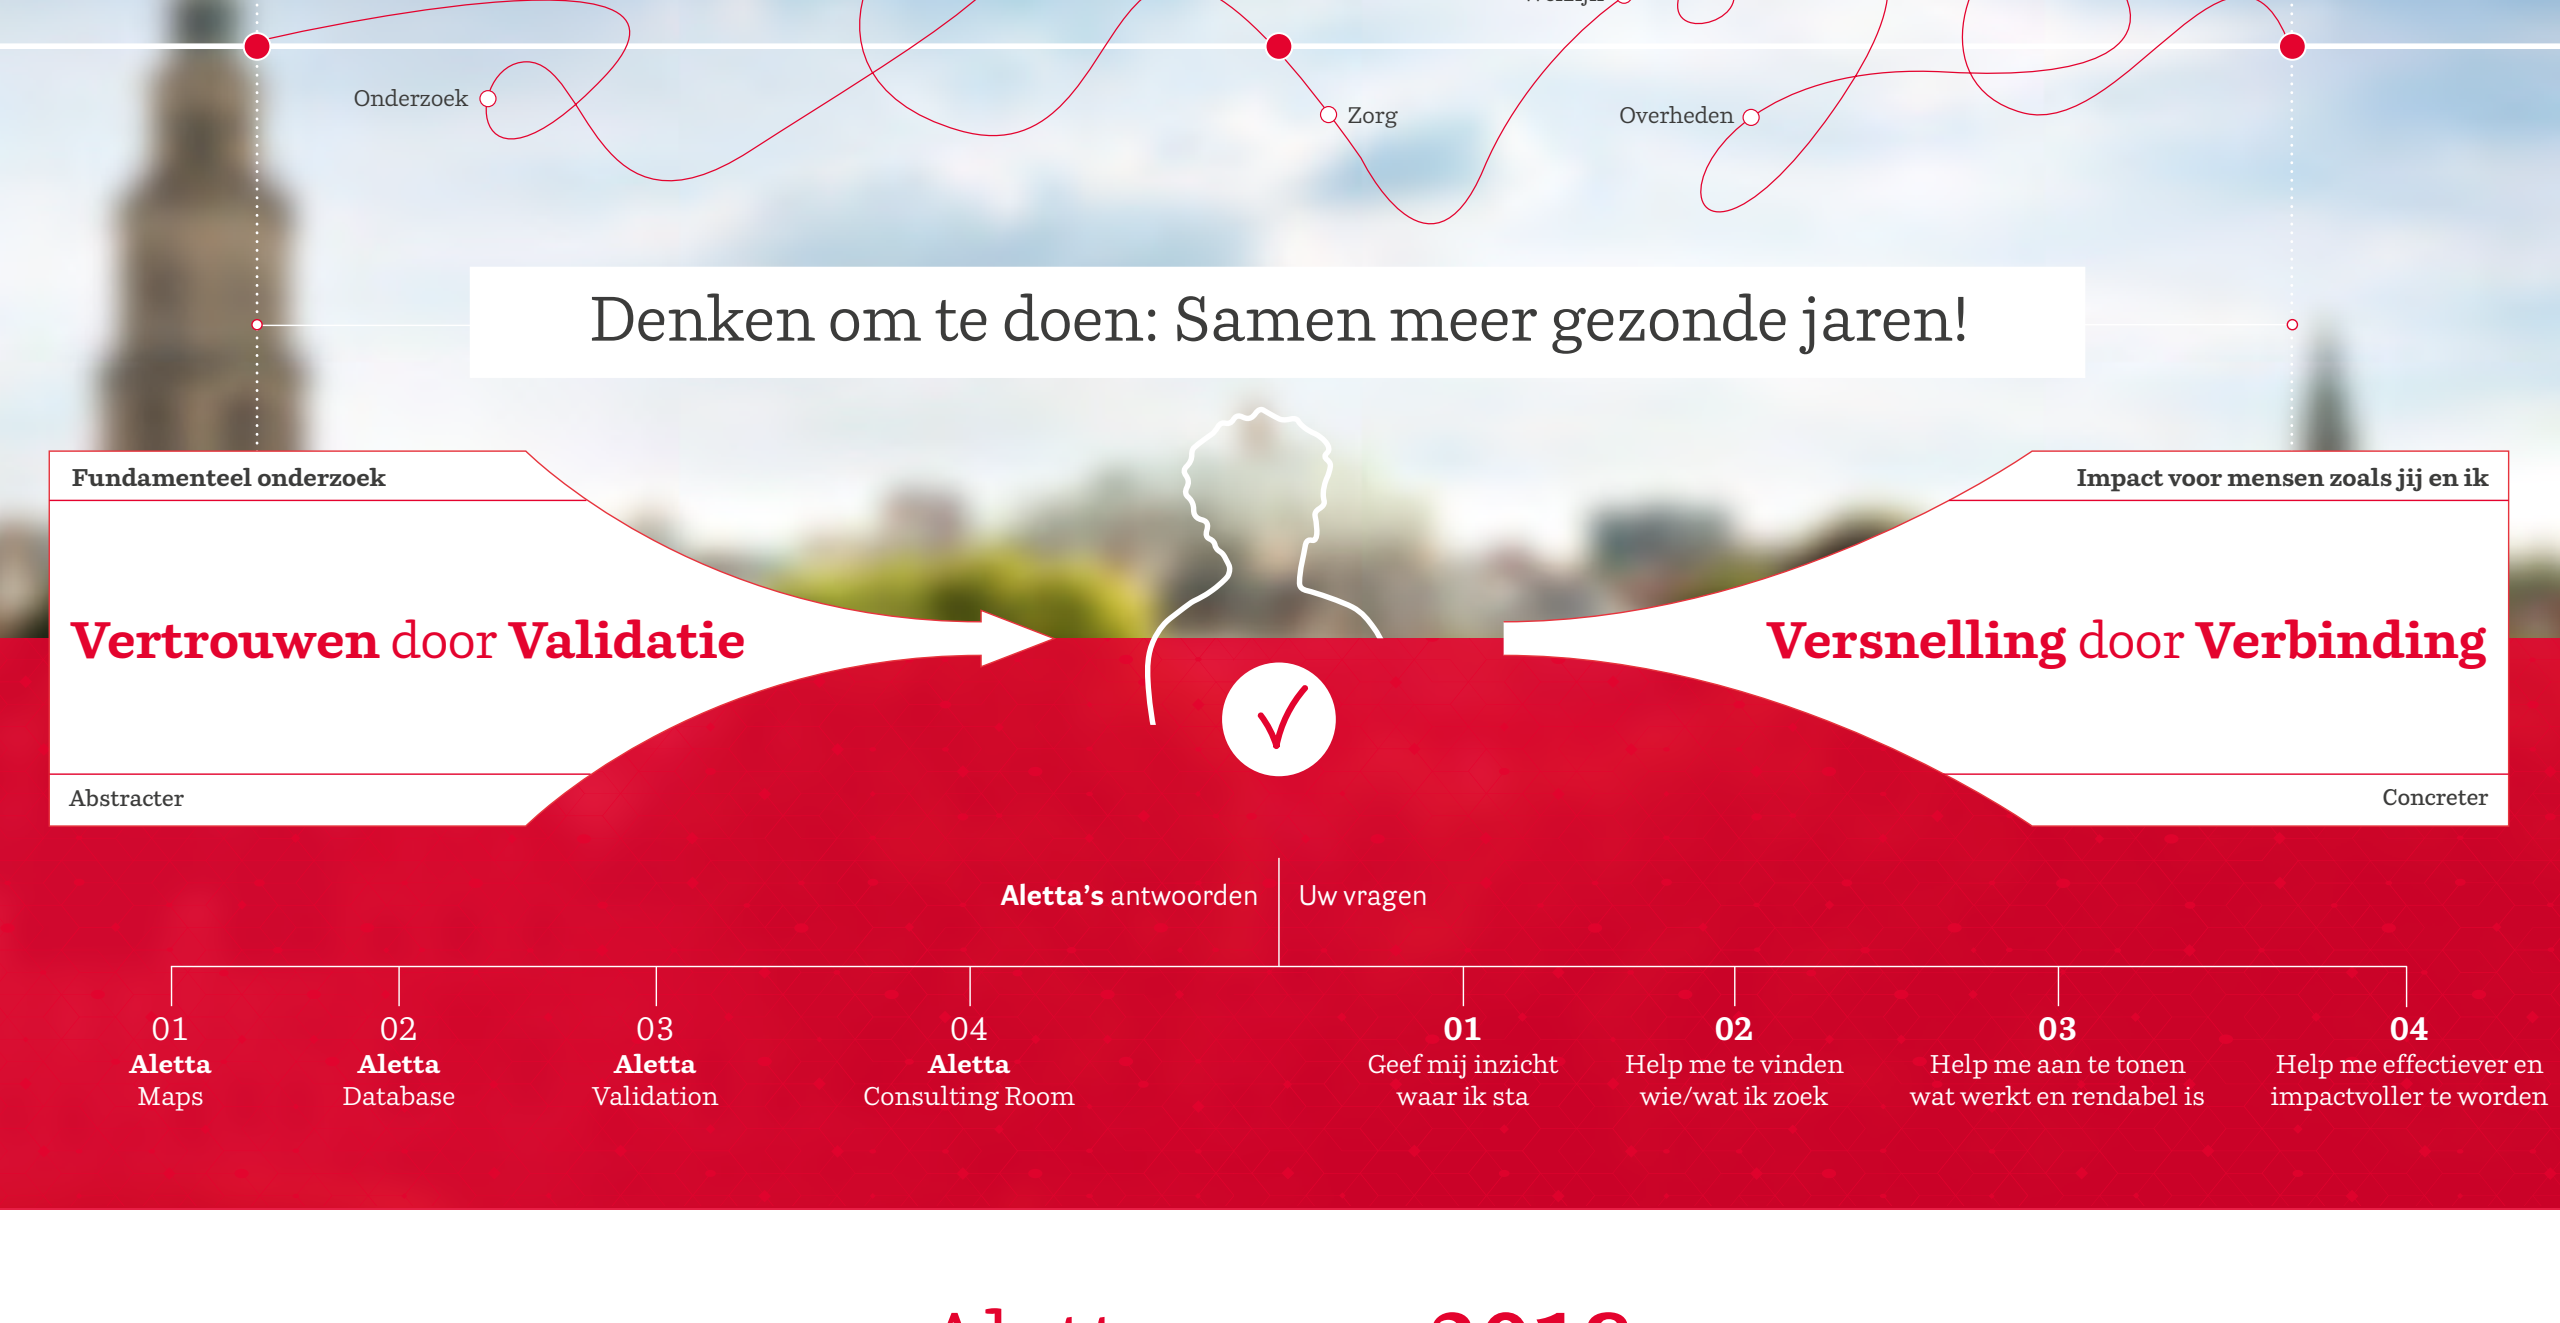 Onderzoek
Zorg
Overheden
Denken om te doen: Samen meer gezonde jaren!
Fundamenteel onderzoek
Impact voor mensen zoals jij en ik
Vertrouwen door Validatie
Versnelling door Verbinding
Abstracter
Concreter
Aletta's antwoorden
Uw vragen
01
Aletta
Maps
02
Aletta
Database
03
Aletta
Validation
04
Aletta
Consulting Room
01
Geef mij inzicht
waar ik sta
02
Help me te vinden
wie/wat ik zoek
03
Help me aan te tonen
wat werkt en rendabel is
04
Help me effectiever en
impactvoller te worden